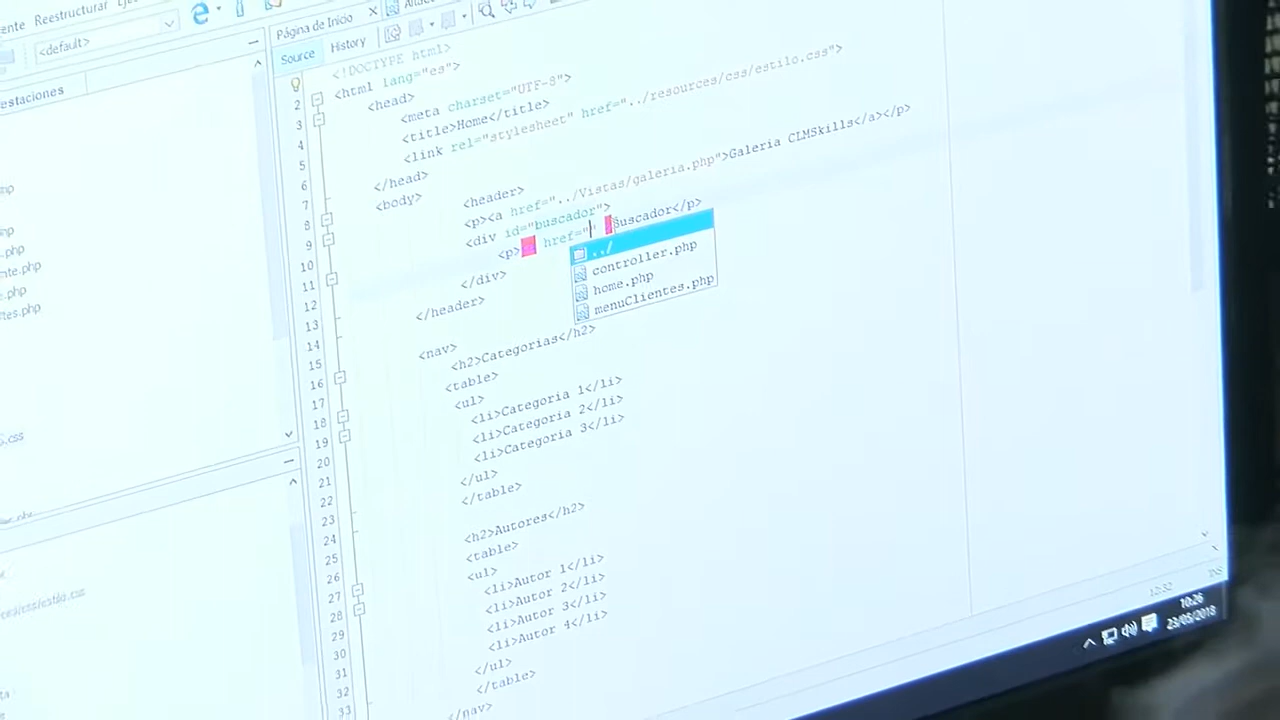 Reestructurar
<default>
Página de Inicio
Source History
<!DOCTYPE html>
<html lang="es">
<head>
<meta charset="UTF-8">
<title>Home</title>
<link rel="stylesheet" href="../resources/css/estilo.css">
</head>
<body>
<header>
<p><a href="../Vistas/galeria.php">Galeria CLMSkills</a></p>
<div id="buscador">
<p> href="" Buscador</p>
../
controller.php
home.php
menuClientes.php
</div>
</header>
<nav>
<h2>Categorias</h2>
<table>
<ul>
<li>Categoria 1</li>
<li>Categoria 2</li>
<li>Categoria 3</li>
</ul>
</table>
<h2>Autores</h2>
<table>
<ul>
<li>Autor 1</li>
<li>Autor 2</li>
<li>Autor 3</li>
<li>Autor 4</li>
</ul>
</table>
</nav>
2
3
4
5
6
7
8
9
10
11
12
13
14
15
16
17
18
19
20
21
22
23
24
25
26
27
28
29
30
31
32
33
12:32
INS
10:26
23/05/2018